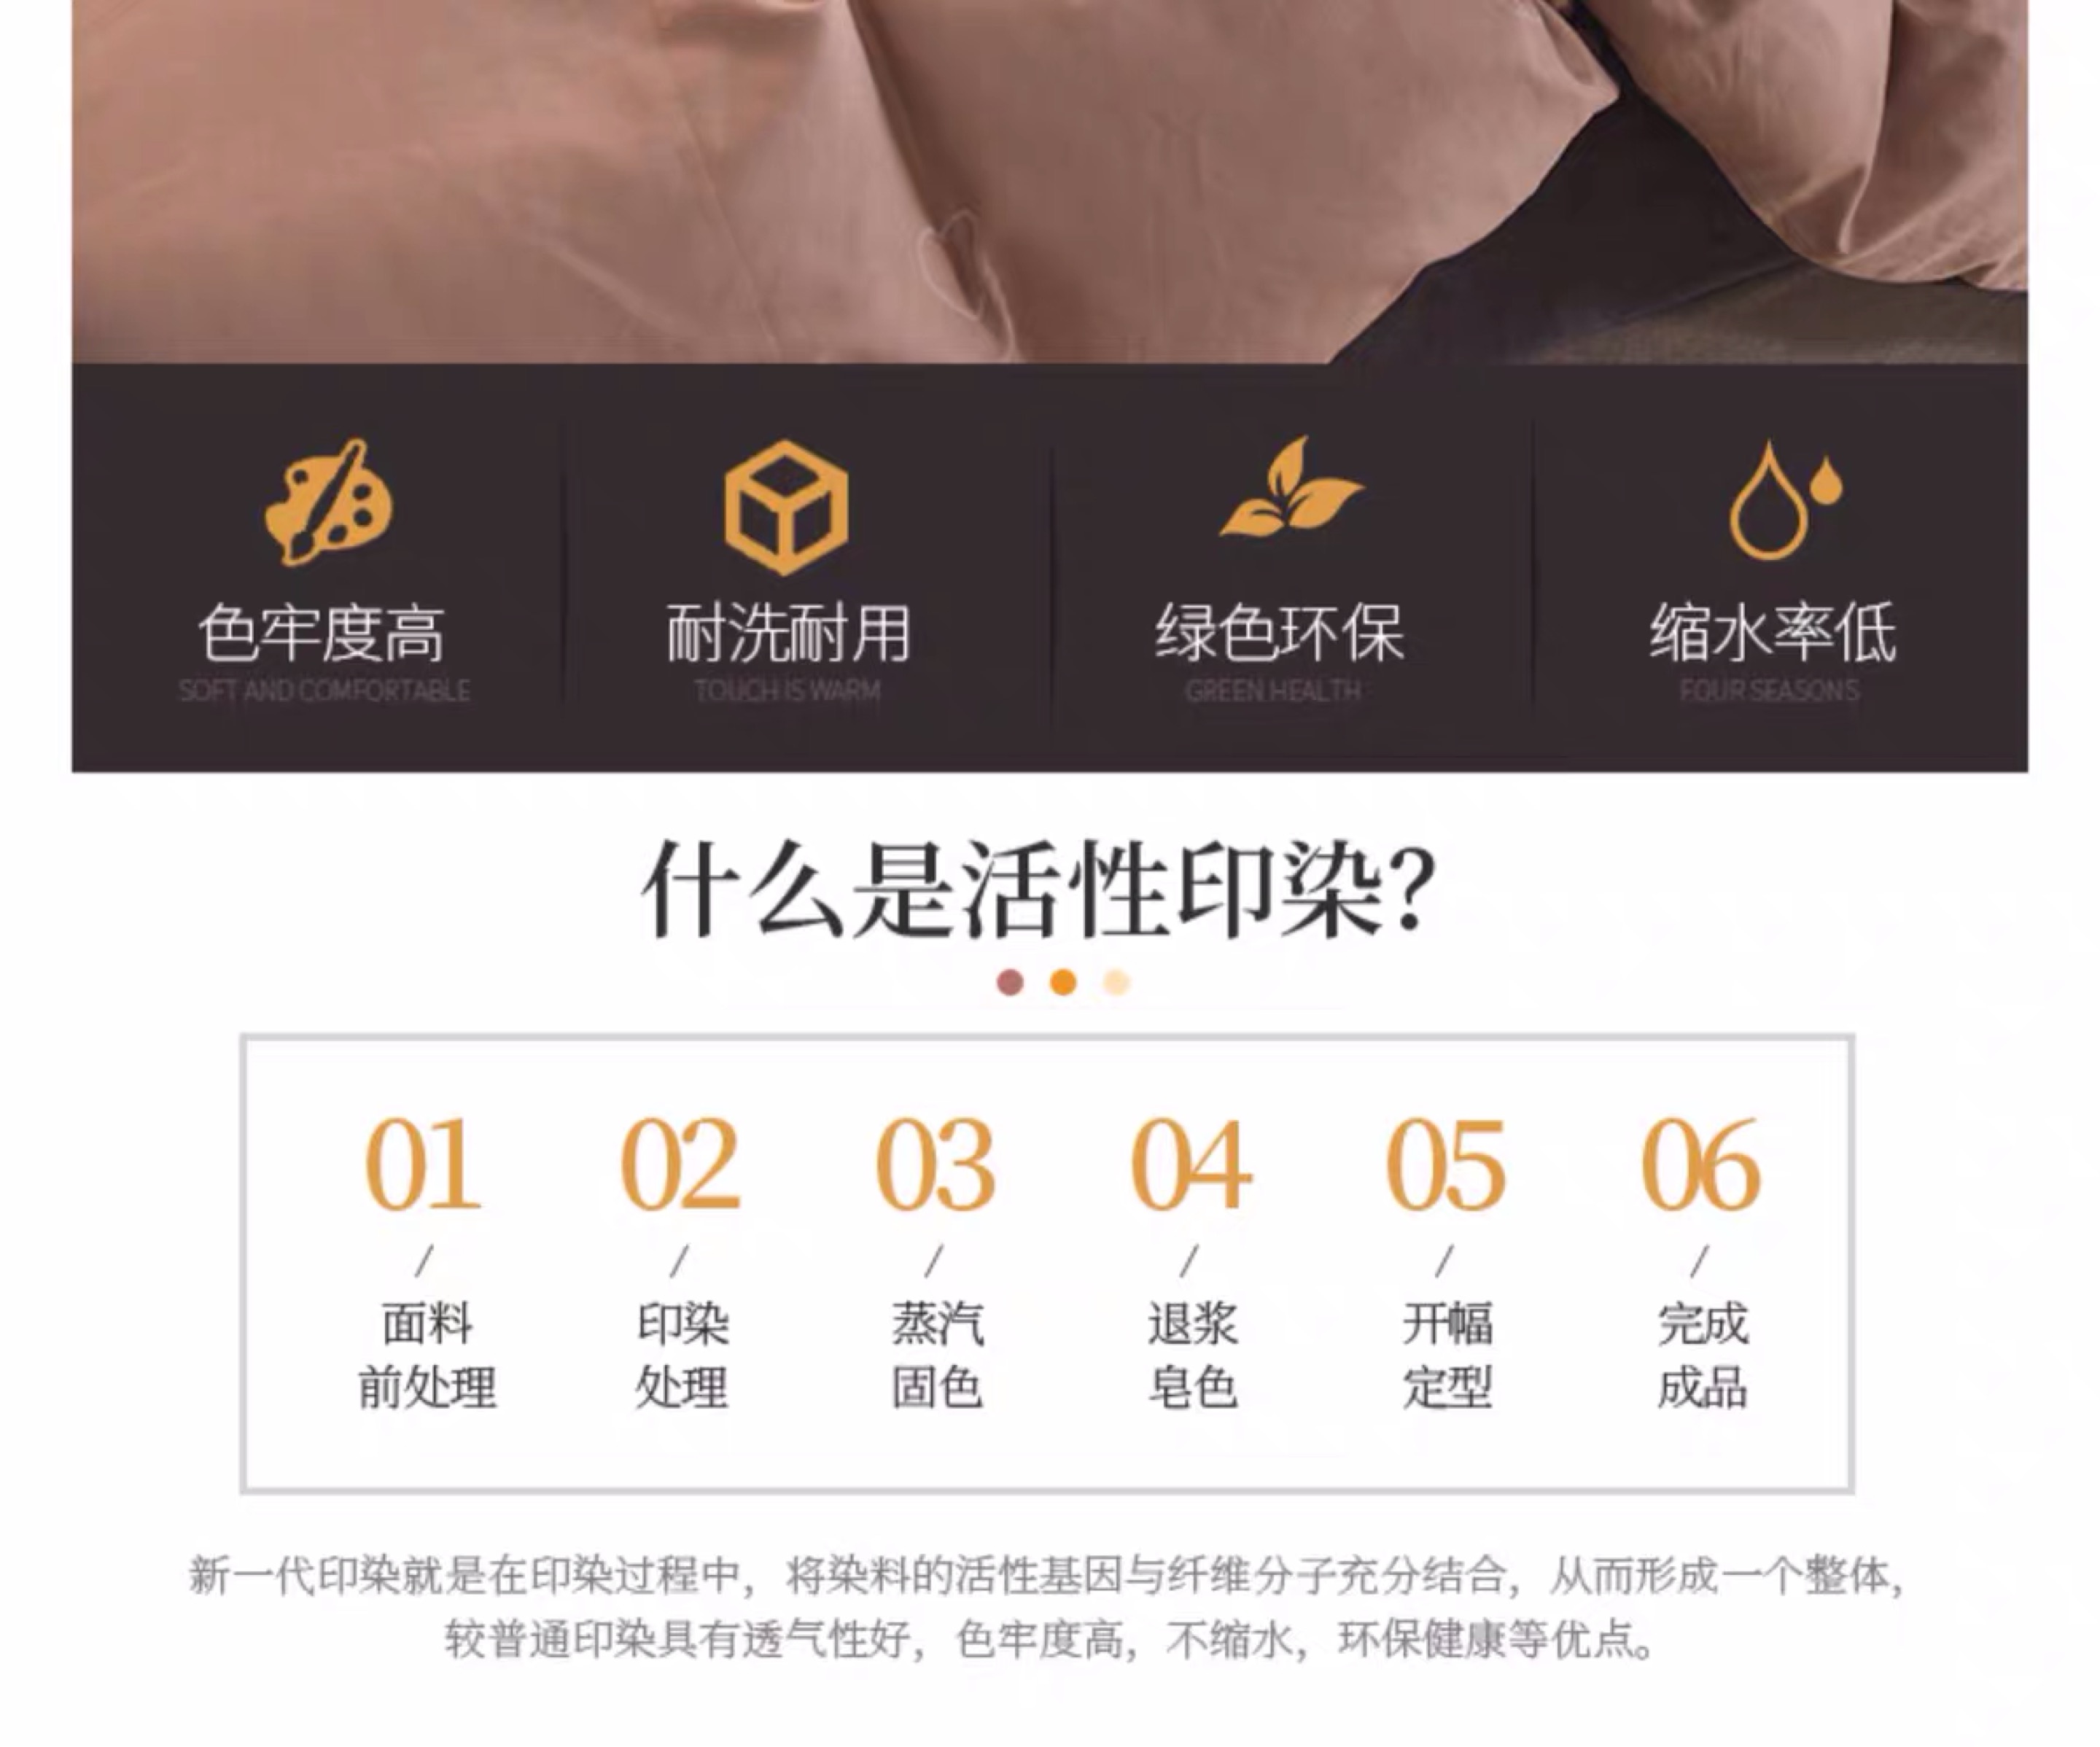 色牢度高
SOFT AND COMFORTABLE
耐洗耐用
TOUCH IS WARM
绿色环保
GREEN HEALTH
缩水率低
FOUR SEASONS
什么是活性印染?
01
/
面料
前处理
02
/
印染
处理
03
/
蒸汽
固色
04
/
退浆
皂色
05
/
开幅
定型
06
/
完成
成品
新一代印染就是在印染过程中，将染料的活性基因与纤维分子充分结合，从而形成一个整体，
较普通印染具有透气性好，色牢度高，不缩水，环保健康等优点。